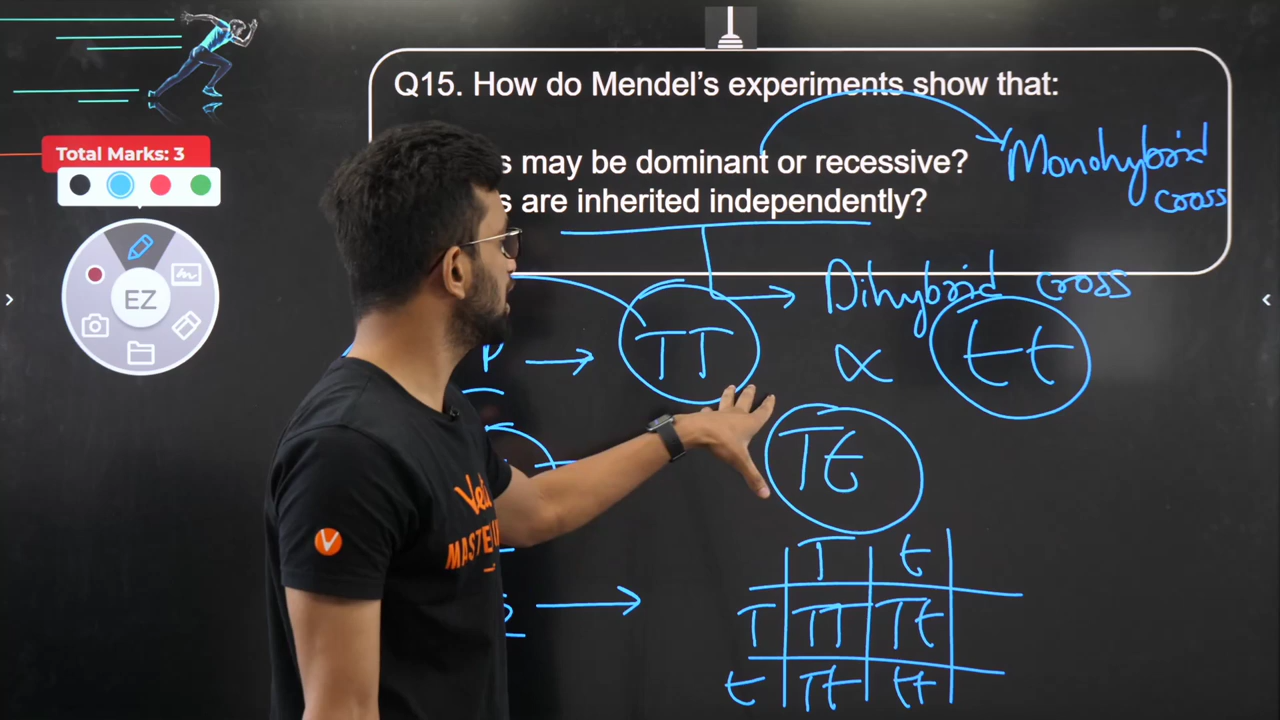 Q15. How do Mendel's experiments show that:
Total Marks: 3
may be dominant or recessive?
Monohybrid
cross
are inherited independently?
EZ
Dihybrid cross
P → TT tt
Tt
MASTE
T t
T TT Tt
t Tt tt